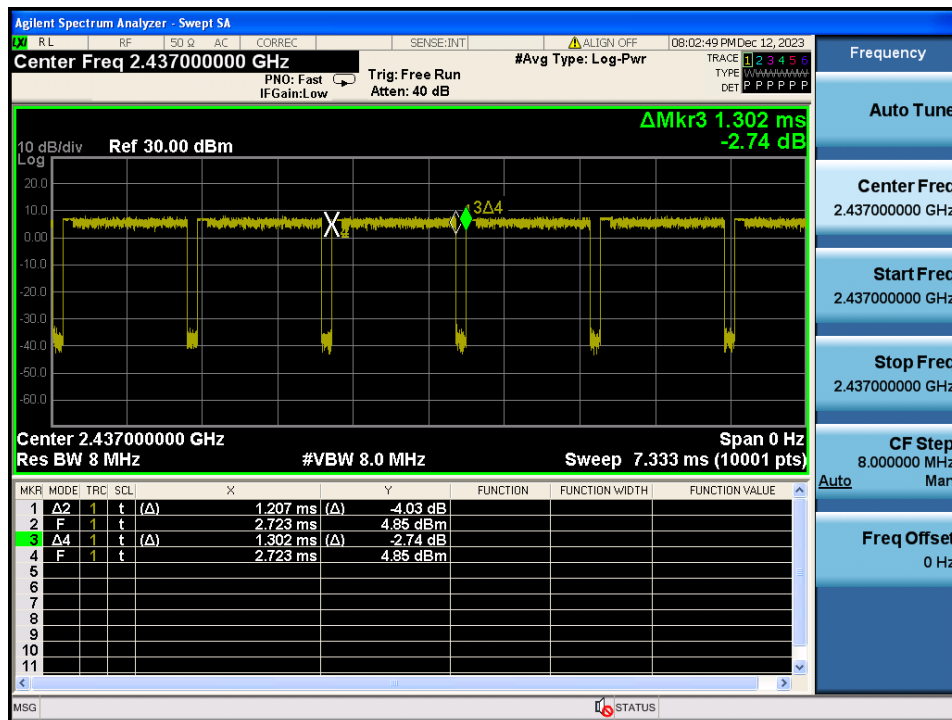 Agilent Spectrum Analyzer - Swept SA
LXI RL RF 50 Ω AC CORREC SENSE:INT ALIGN OFF 08:02:49 PM Dec 12, 2023
Center Freq 2.437000000 GHz
PNO: Fast
IFGain:Low
Trig: Free Run
Atten: 40 dB
#Avg Type: Log-Pwr
TRACE 1 2 3 4 5 6
TYPE WWWWWW
DET P P P P P P
ΔMkr3 1.302 ms
-2.74 dB
10 dB/div Ref 30.00 dBm
Log
20.0
10.0
0.00
-10.0
-20.0
-30.0
-40.0
-50.0
-60.0
X
4
3Δ4
Center 2.437000000 GHz Span 0 Hz
Res BW 8 MHz #VBW 8.0 MHz Sweep 7.333 ms (10001 pts)
MKR MODE TRC SCL X Y FUNCTION FUNCTION WIDTH FUNCTION VALUE
1 Δ2 1 t (Δ) 1.207 ms (Δ) -4.03 dB
2 F 1 t 2.723 ms 4.85 dBm
3 Δ4 1 t (Δ) 1.302 ms (Δ) -2.74 dB
4 F 1 t 2.723 ms 4.85 dBm
5
6
7
8
9
10
11
MSG STATUS
Frequency
Auto Tune
Center Freq
2.437000000 GHz
Start Freq
2.437000000 GHz
Stop Freq
2.437000000 GHz
CF Step
8.000000 MHz
Auto Man
Freq Offset
0 Hz